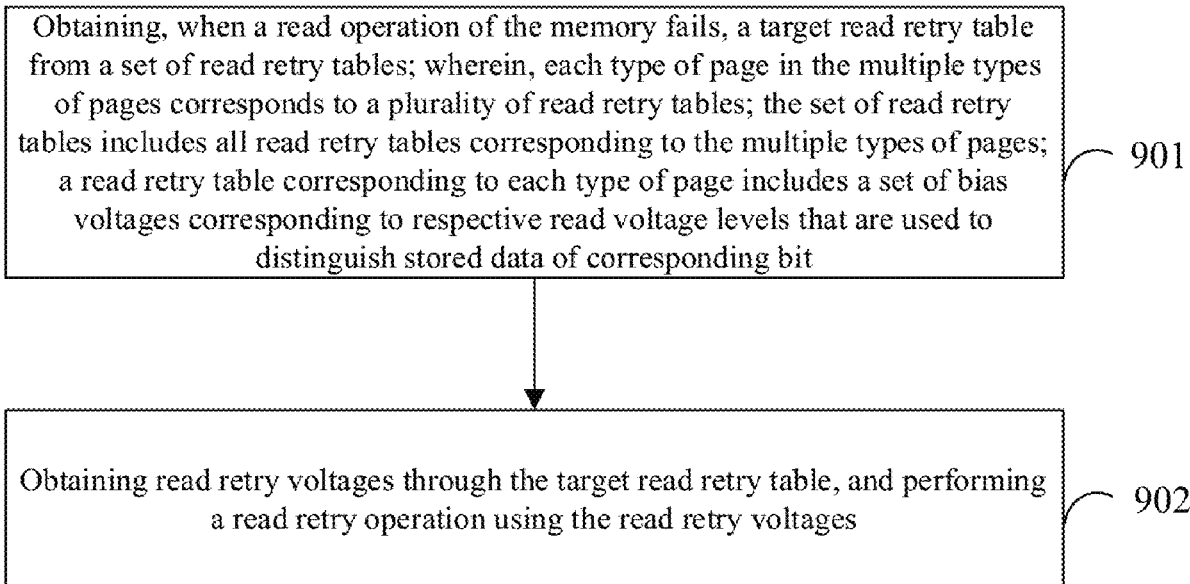 Obtaining, when a read operation of the memory fails, a target read retry table
from a set of read retry tables; wherein, each type of page in the multiple types
of pages corresponds to a plurality of read retry tables; the set of read retry
tables includes all read retry tables corresponding to the multiple types of pages;
a read retry table corresponding to each type of page includes a set of bias
voltages corresponding to respective read voltage levels that are used to
distinguish stored data of corresponding bit
901
Obtaining read retry voltages through the target read retry table, and performing
a read retry operation using the read retry voltages
902